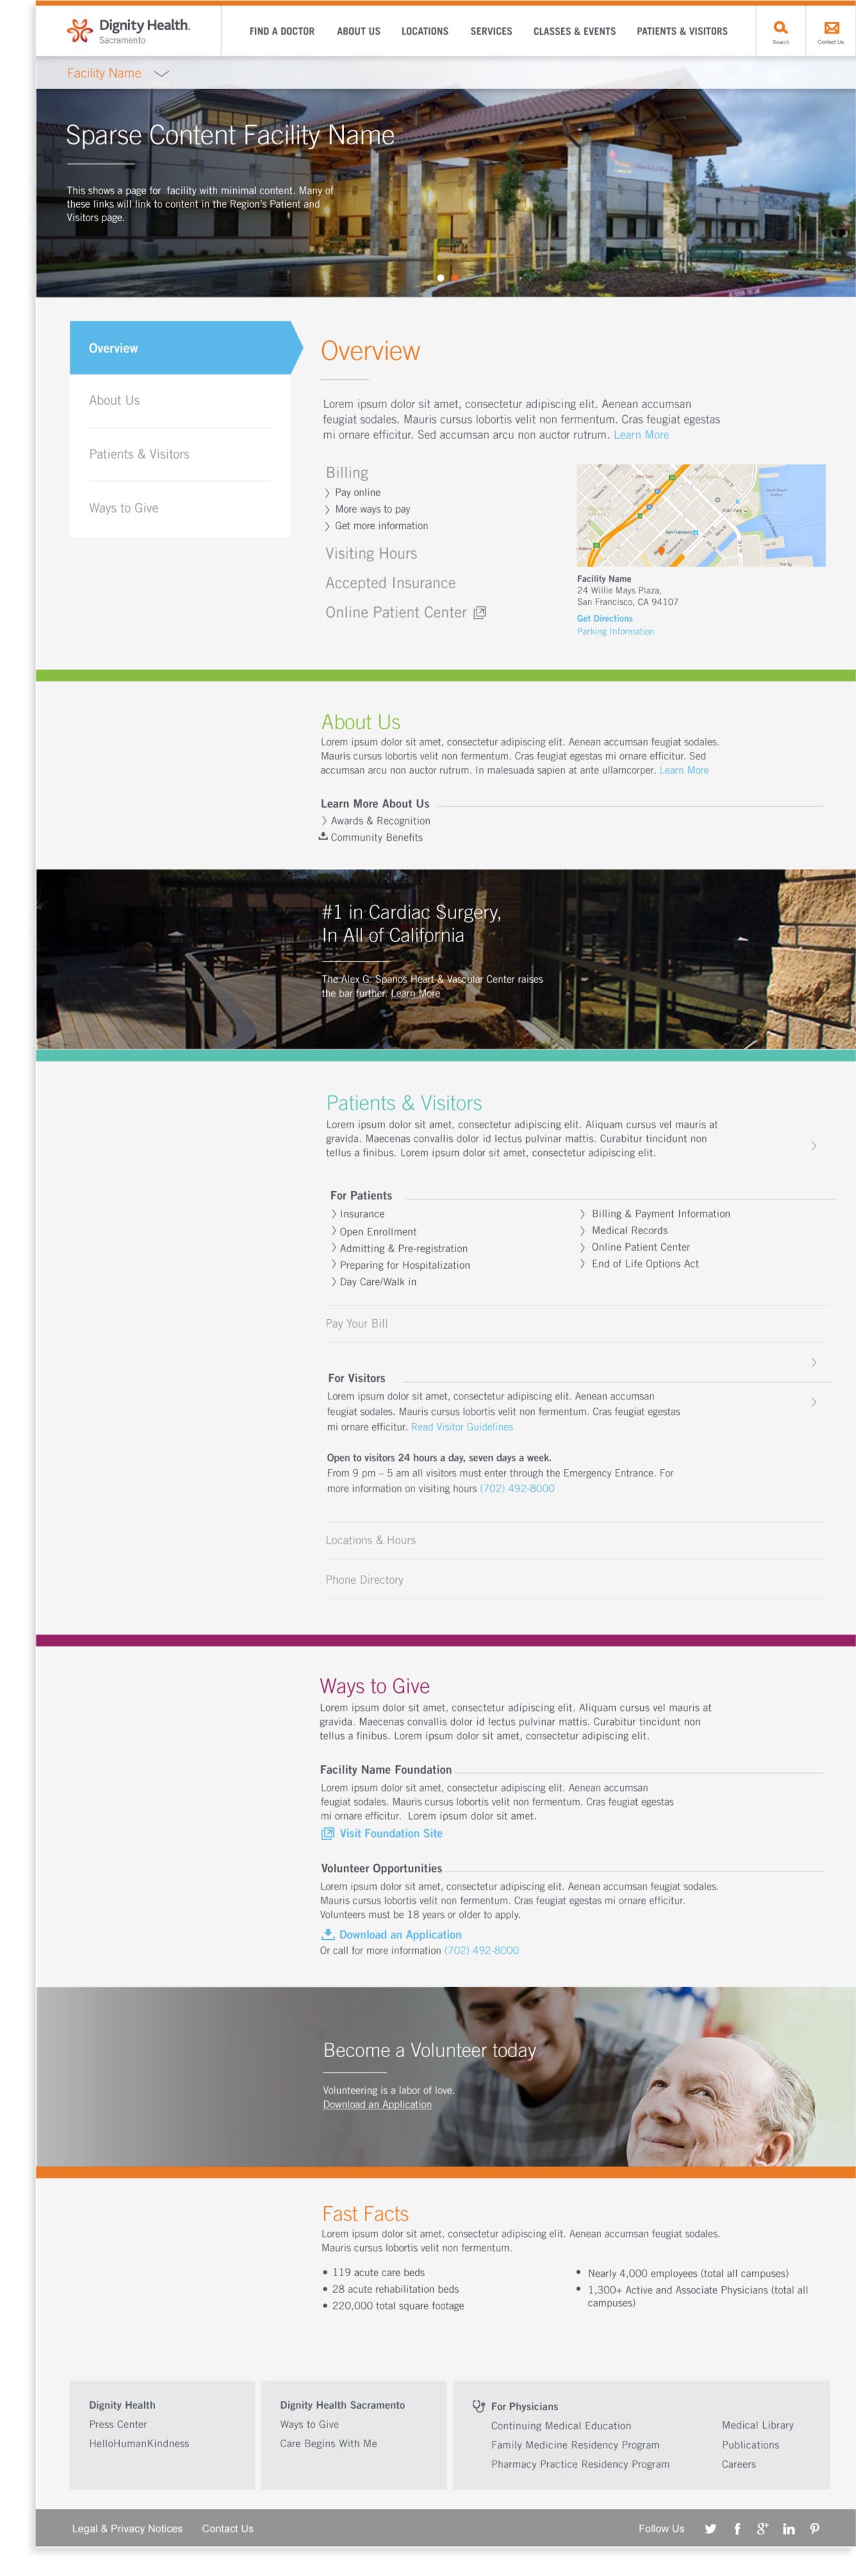 Dignity Health.
Sacramento
FIND A DOCTOR
ABOUT US
LOCATIONS
SERVICES
CLASSES & EVENTS
PATIENTS & VISITORS
Search
Contact Us
Facility Name
Sparse Content Facility Name
This shows a page for facility with minimal content. Many of
these links will link to content in the Region's Patient and
Visitors page.
Overview
About Us
Patients & Visitors
Ways to Give
Overview
Lorem ipsum dolor sit amet, consectetur adipiscing elit. Aenean accumsan
feugiat sodales. Mauris cursus lobortis velit non fermentum. Cras feugiat egestas
mi ornare efficitur. Sed accumsan arcu non auctor rutrum. Learn More
Billing
Pay online
More ways to pay
Get more information
Visiting Hours
Accepted Insurance
Online Patient Center
Facility Name
24 Willie Mays Plaza,
San Francisco, CA 94107
Get Directions
Parking Information
About Us
Lorem ipsum dolor sit amet, consectetur adipiscing elit. Aenean accumsan feugiat sodales.
Mauris cursus lobortis velit non fermentum. Cras feugiat egestas mi ornare efficitur. Sed
accumsan arcu non auctor rutrum. In malesuada sapien at ante ullamcorper. Learn More
Learn More About Us
Awards & Recognition
Community Benefits
#1 in Cardiac Surgery,
In All of California
The Alex G. Spanos Heart & Vascular Center raises
the bar further. Learn More
Patients & Visitors
Lorem ipsum dolor sit amet, consectetur adipiscing elit. Aliquam cursus vel mauris at
gravida. Maecenas convallis dolor id lectus pulvinar mattis. Curabitur tincidunt non
tellus a finibus. Lorem ipsum dolor sit amet, consectetur adipiscing elit.
For Patients
Insurance
Open Enrollment
Admitting & Pre-registration
Preparing for Hospitalization
Day Care/Walk in
Billing & Payment Information
Medical Records
Online Patient Center
End of Life Options Act
Pay Your Bill
For Visitors
Lorem ipsum dolor sit amet, consectetur adipiscing elit. Aenean accumsan
feugiat sodales. Mauris cursus lobortis velit non fermentum. Cras feugiat egestas
mi ornare efficitur. Read Visitor Guidelines
Open to visitors 24 hours a day, seven days a week.
From 9 pm – 5 am all visitors must enter through the Emergency Entrance. For
more information on visiting hours (702) 492-8000
Locations & Hours
Phone Directory
Ways to Give
Lorem ipsum dolor sit amet, consectetur adipiscing elit. Aliquam cursus vel mauris at
gravida. Maecenas convallis dolor id lectus pulvinar mattis. Curabitur tincidunt non
tellus a finibus. Lorem ipsum dolor sit amet, consectetur adipiscing elit.
Facility Name Foundation
Lorem ipsum dolor sit amet, consectetur adipiscing elit. Aenean accumsan
feugiat sodales. Mauris cursus lobortis velit non fermentum. Cras feugiat egestas
mi ornare efficitur. Lorem ipsum dolor sit amet.
Visit Foundation Site
Volunteer Opportunities
Lorem ipsum dolor sit amet, consectetur adipiscing elit. Aenean accumsan feugiat sodales.
Mauris cursus lobortis velit non fermentum. Cras feugiat egestas mi ornare efficitur.
Volunteers must be 18 years or older to apply.
Download an Application
Or call for more information (702) 492-8000
Become a Volunteer today
Volunteering is a labor of love.
Download an Application
Fast Facts
Lorem ipsum dolor sit amet, consectetur adipiscing elit. Aenean accumsan feugiat sodales.
Mauris cursus lobortis velit non fermentum.
• 119 acute care beds
• 28 acute rehabilitation beds
• 220,000 total square footage
• Nearly 4,000 employees (total all campuses)
• 1,300+ Active and Associate Physicians (total all
campuses)
Dignity Health
Press Center
HelloHumanKindness
Dignity Health Sacramento
Ways to Give
Care Begins With Me
For Physicians
Continuing Medical Education
Family Medicine Residency Program
Pharmacy Practice Residency Program
Medical Library
Publications
Careers
Legal & Privacy Notices
Contact Us
Follow Us